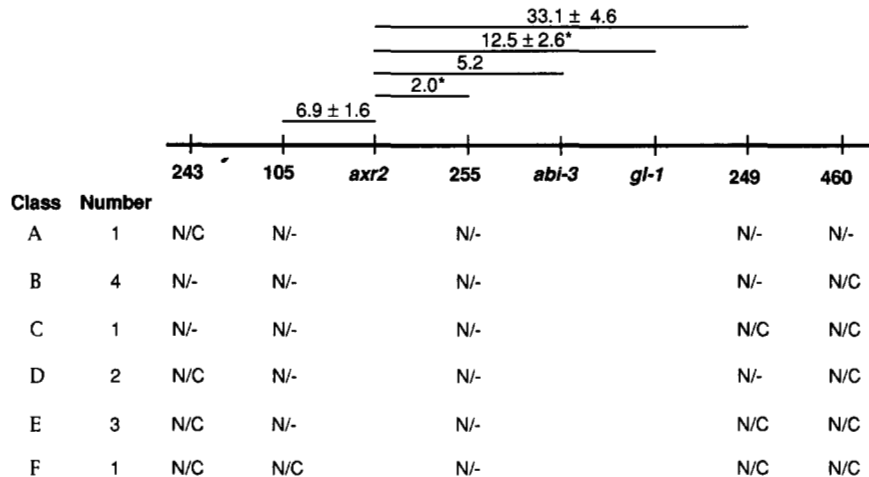 33.1 ± 4.6
12.5 ± 2.6*
5.2
2.0*
6.9 ± 1.6
243 105 axr2 255 abi-3 gl-1 249 460
Class Number
A 1 N/C N/- N/- N/- N/-
B 4 N/- N/- N/- N/- N/C
C 1 N/- N/- N/- N/C N/C
D 2 N/C N/- N/- N/- N/C
E 3 N/C N/- N/- N/C N/C
F 1 N/C N/C N/- N/C N/C